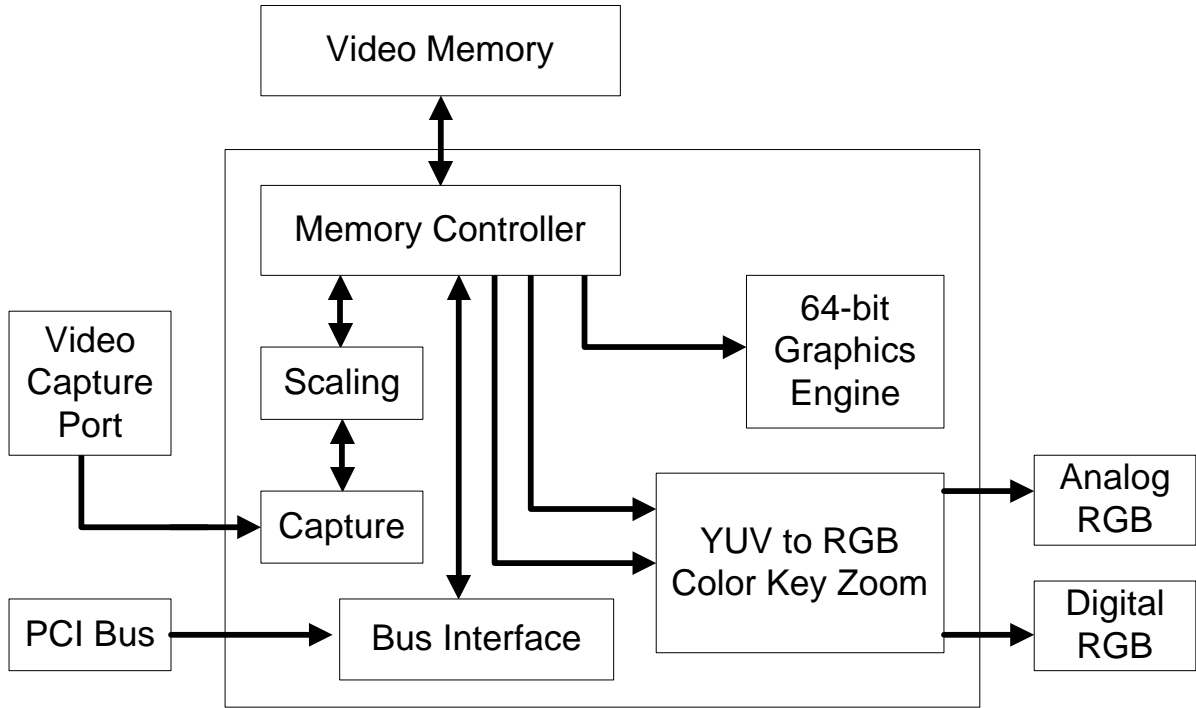 Video Memory
Memory Controller
64-bit
Graphics
Engine
Video
Capture
Port
Scaling
Capture
YUV to RGB
Color Key Zoom
Analog
RGB
PCI Bus
Bus Interface
Digital
RGB